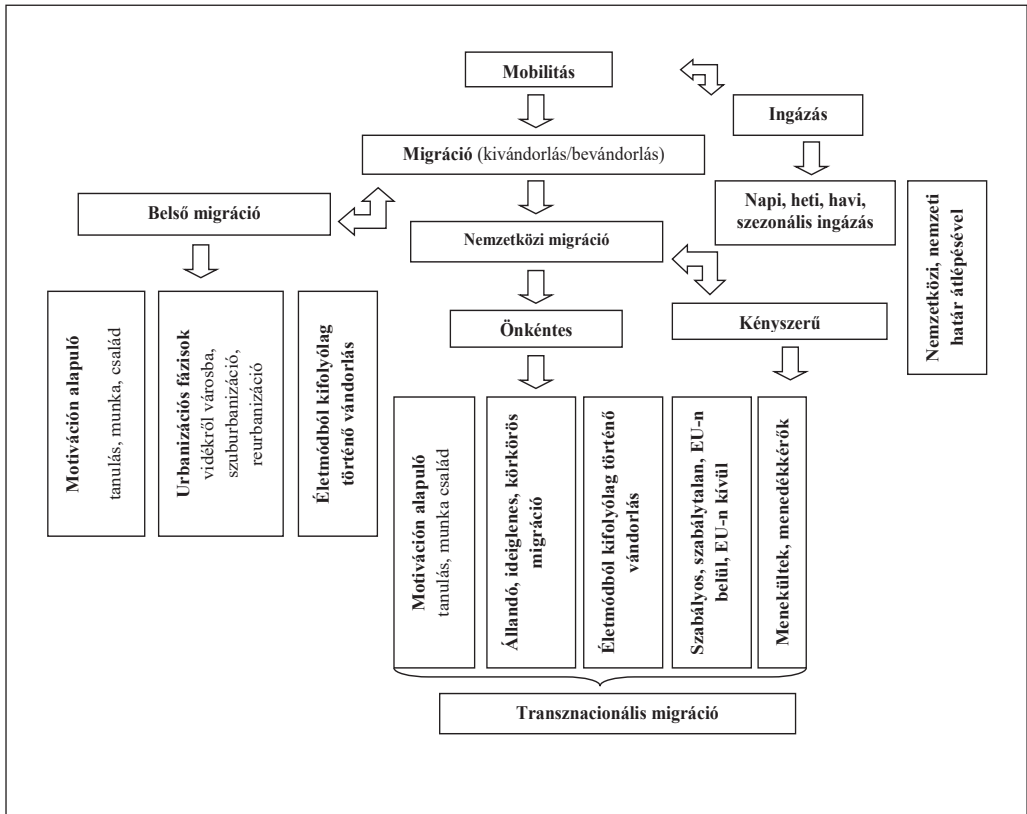 Mobilitás
Ingázás
Migráció (kivándorlás/bevándorlás)
Napi, heti, havi,
szezonális ingázás
Nemzetközi, nemzeti
határ átlépésével
Belső migráció
Nemzetközi migráció
Motiváción alapuló
tanulás, munka, család
Urbanizációs fázisok
vidékről városba,
szuburbanizáció,
reurbanizáció
Életmódból kifolyólag
történő vándorlás
Önkéntes
Kényszerű
Motiváción alapuló
tanulás, munka család
Állandó, ideiglenes, körkörös
migráció
Életmódból kifolyólag történő
vándorlás
Szabályos, szabálytalan, EU-n
belül, EU-n kívül
Menekültek, menedékkérők
Transznacionális migráció